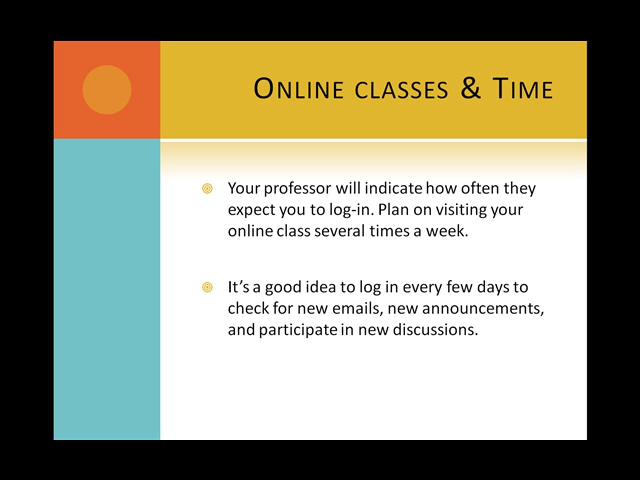 Online classes & Time
Your professor will indicate how often they
expect you to log-in. Plan on visiting your
online class several times a week.
It's a good idea to log in every few days to
check for new emails, new announcements,
and participate in new discussions.